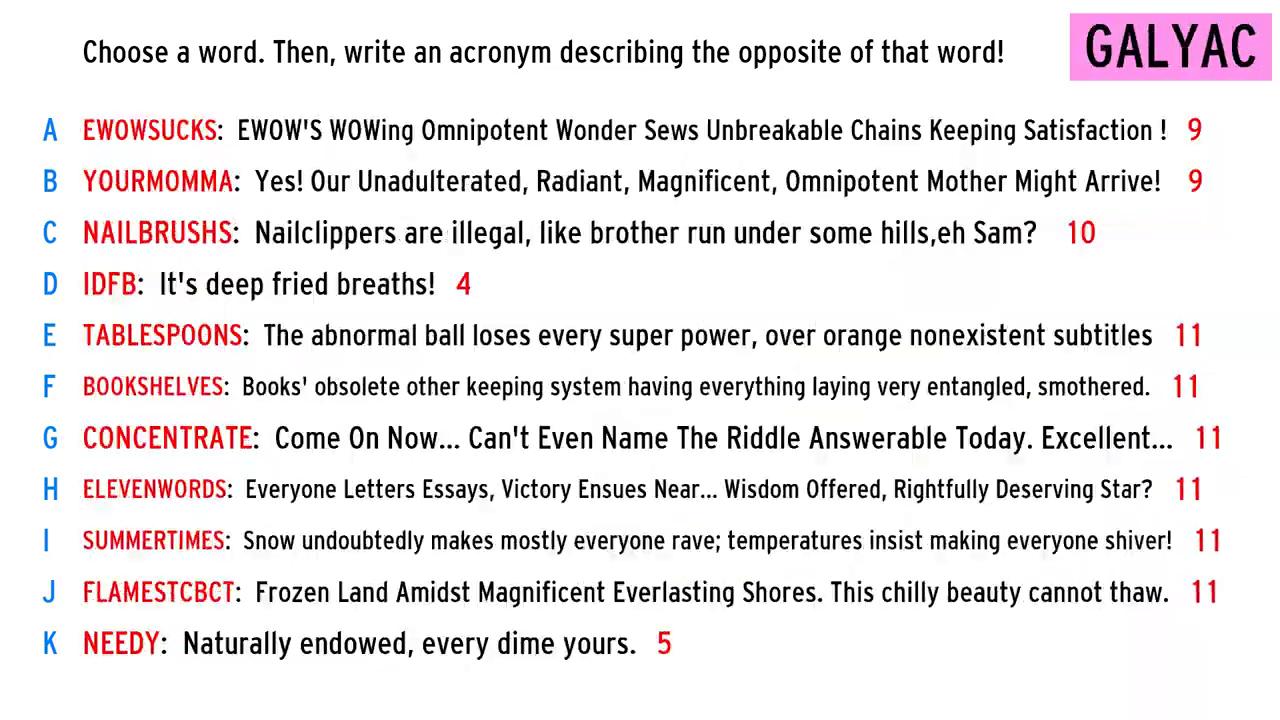 Choose a word. Then, write an acronym describing the opposite of that word!
GALYAC
A EWOWSUCKS: EWOW'S WOWing Omnipotent Wonder Sews Unbreakable Chains Keeping Satisfaction ! 9
B YOURMOMMA: Yes! Our Unadulterated, Radiant, Magnificent, Omnipotent Mother Might Arrive! 9
C NAILBRUSHS: Nailclippers are illegal, like brother run under some hills,eh Sam? 10
D IDFB: It's deep fried breaths! 4
E TABLESPOONS: The abnormal ball loses every super power, over orange nonexistent subtitles 11
F BOOKSHELVES: Books' obsolete other keeping system having everything laying very entangled, smothered. 11
G CONCENTRATE: Come On Now... Can't Even Name The Riddle Answerable Today. Excellent... 11
H ELEVENWORDS: Everyone Letters Essays, Victory Ensues Near... Wisdom Offered, Rightfully Deserving Star? 11
I SUMMERTIMES: Snow undoubtedly makes mostly everyone rave; temperatures insist making everyone shiver! 11
J FLAMESTCBCT: Frozen Land Amidst Magnificent Everlasting Shores. This chilly beauty cannot thaw. 11
K NEEDY: Naturally endowed, every dime yours. 5